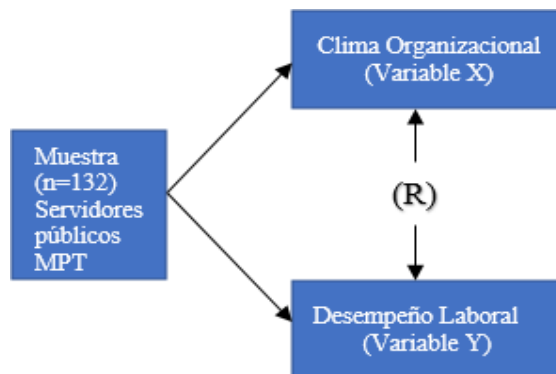 Clima Organizacional
(Variable X)
Muestra
(n=132)
Servidores
públicos
MPT
(R)
Desempeño Laboral
(Variable Y)